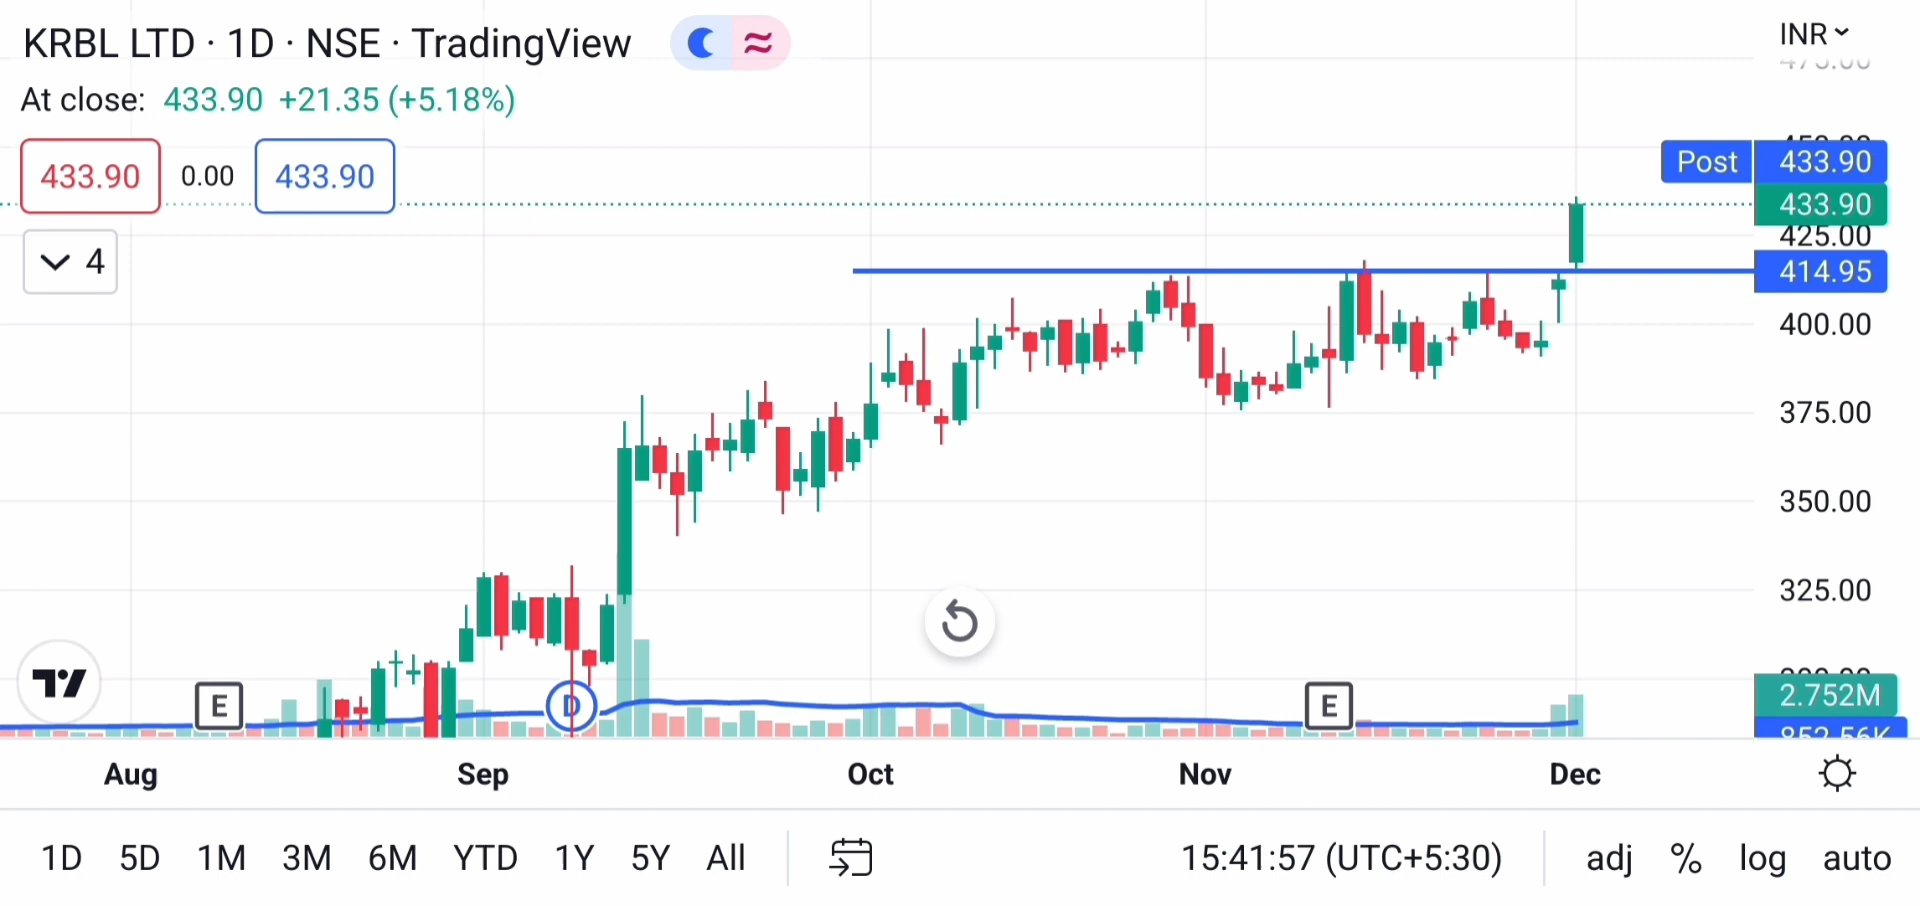 KRBL LTD · 1D · NSE · TradingView
INR
At close: 433.90 +21.35 (+5.18%)
433.90 0.00 433.90
4
Post 433.90
433.90
425.00
414.95
400.00
375.00
350.00
325.00
2.752M
E D E
Aug Sep Oct Nov Dec
1D 5D 1M 3M 6M YTD 1Y 5Y All 15:41:57 (UTC+5:30) adj % log auto